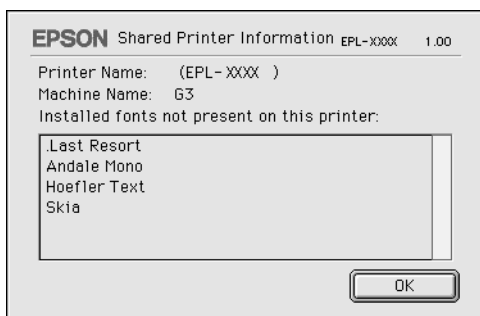 EPSON Shared Printer Information EPL-XXXX 1.00
Printer Name: (EPL-XXXX )
Machine Name: G3
Installed fonts not present on this printer:
.Last Resort
Andale Mono
Hoefler Text
Skia
OK